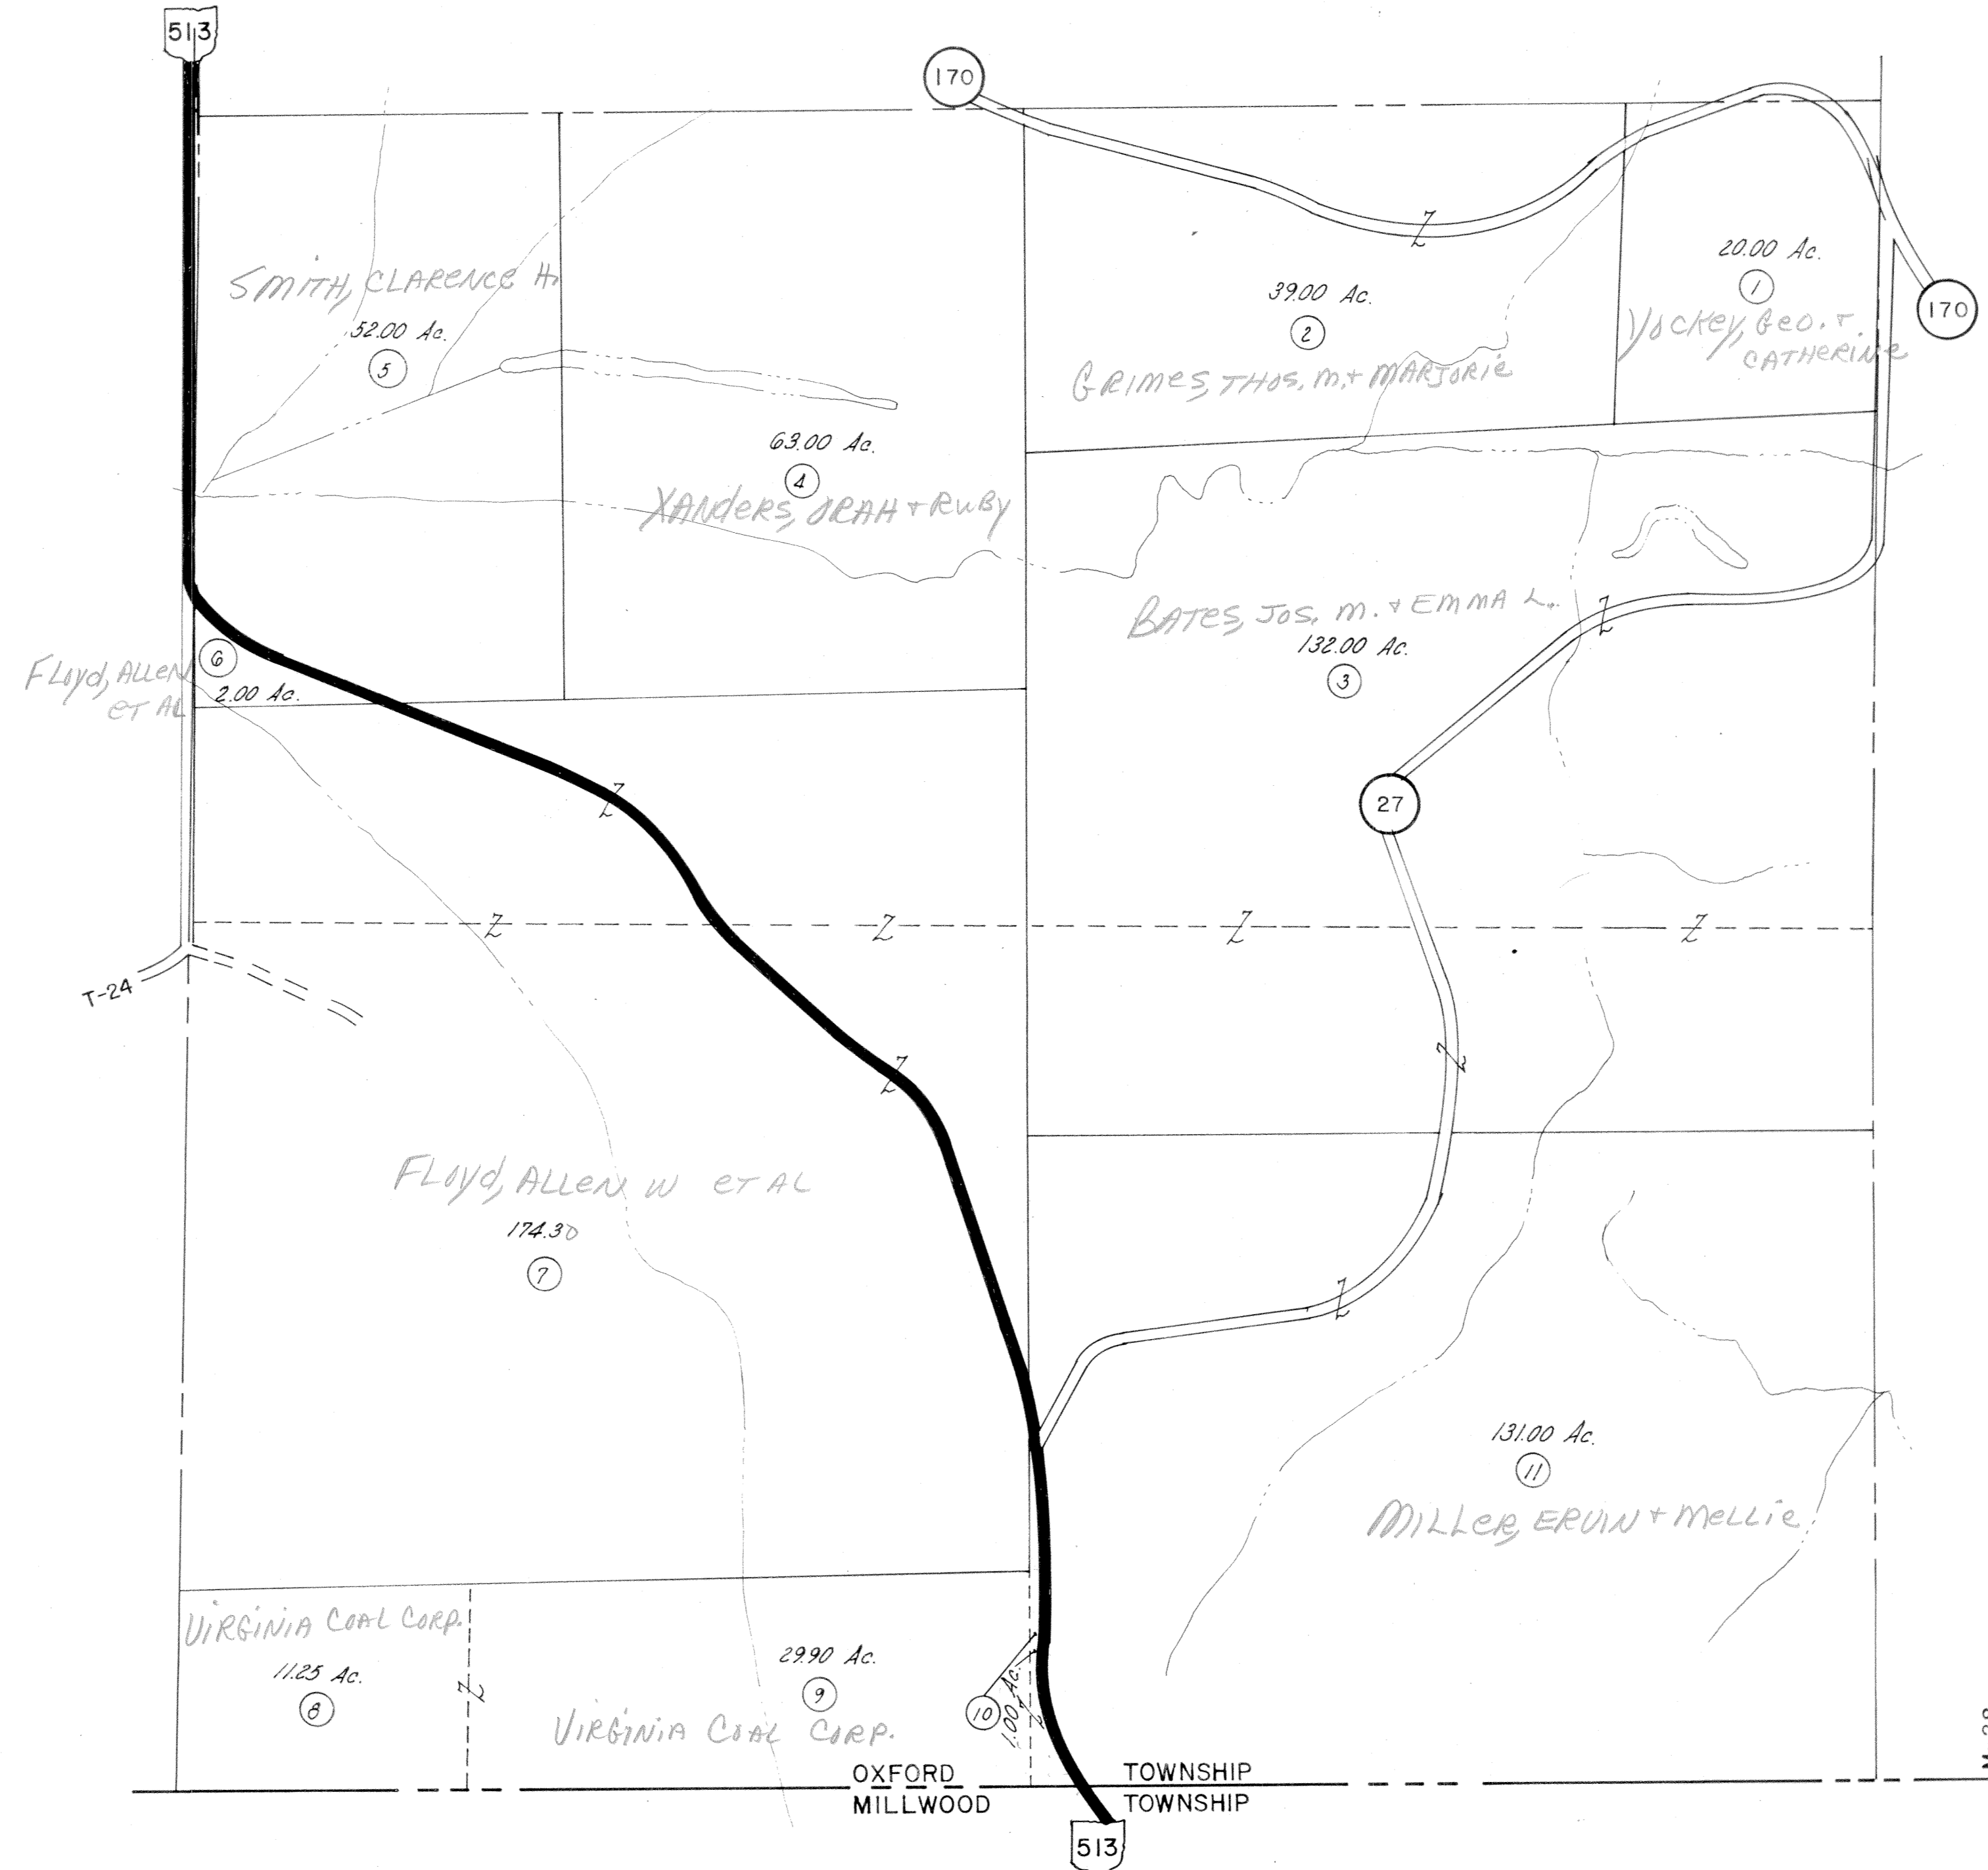 513
170
SMITH, CLARENCE H.
52.00 Ac.
5
39.00 Ac.
2
GRIMES, THOS. M. + MARJORIE
20.00 Ac.
1
YOCKEY, GEO. +
CATHERINE
170
63.00 Ac.
4
XANDERS, ORAH + RUBY
BATES, JOS. M. + EMMA L.
132.00 Ac.
3
6
FLOYD, ALLEN
ET AL
2.00 Ac.
Z
Z
27
Z
Z
Z
Z
Z
T-24
Z
Z
FLOYD, ALLEN W ET AL
174.30
7
Z
131.00 Ac.
11
MILLER, ERVIN + MELLIE
VIRGINIA COAL CORP.
11.25 Ac.
8
Z
29.90 Ac.
9
VIRGINIA COAL CORP.
10
1.00 Ac.
Z
OXFORD TOWNSHIP
MILLWOOD TOWNSHIP
513